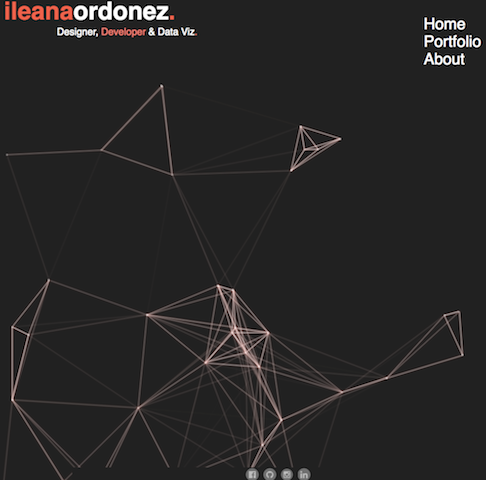 ileanaordonez.
Designer, Developer & Data Viz.
Home
Portfolio
About